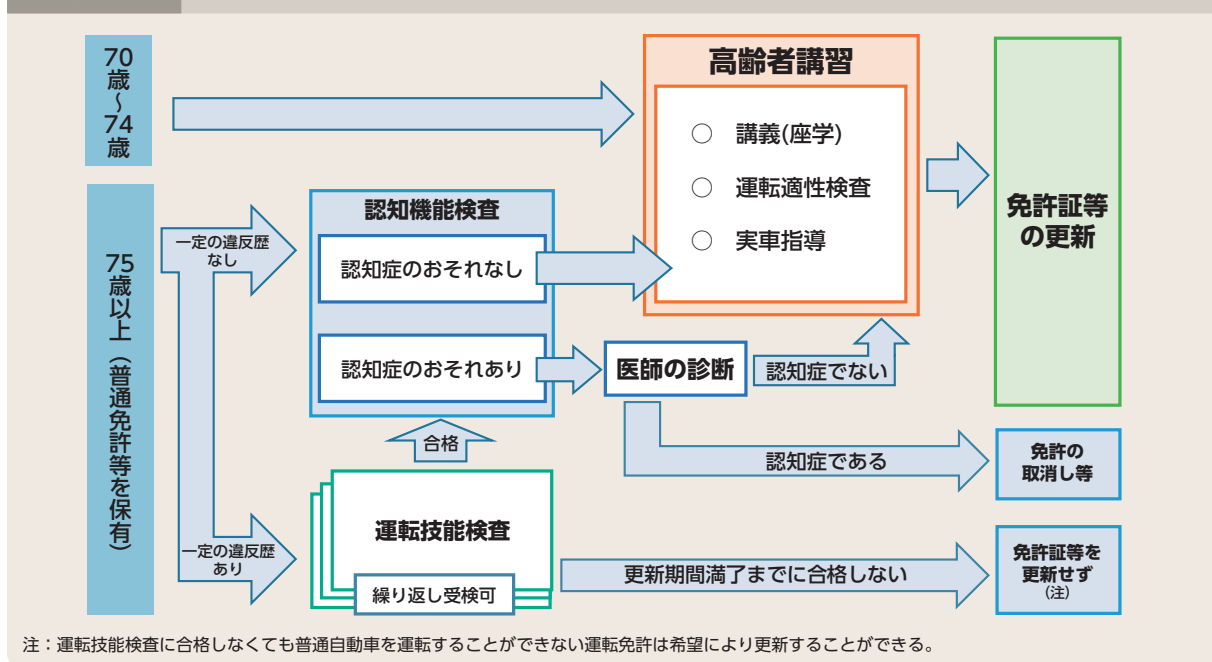 70歳～74歳
高齢者講習
○ 講義(座学)
○ 運転適性検査
○ 実車指導
免許証等
の更新
75歳以上（普通免許等を保有）
一定の違反歴
なし
認知機能検査
認知症のおそれなし
認知症のおそれあり
医師の診断
認知症でない
認知症である
免許の
取消し等
合格
一定の違反歴
あり
運転技能検査
繰り返し受検可
更新期間満了までに合格しない
免許証等を
更新せず
(注)
注：運転技能検査に合格しなくても普通自動車を運転することができない運転免許は希望により更新することができる。